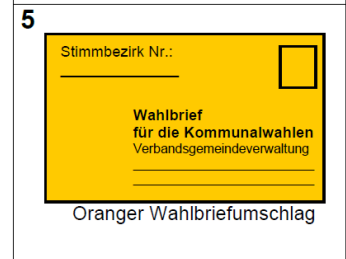 5
Stimmbezirk Nr.:
Wahlbrief
für die Kommunalwahlen
Verbandsgemeindeverwaltung
Oranger Wahlbriefumschlag